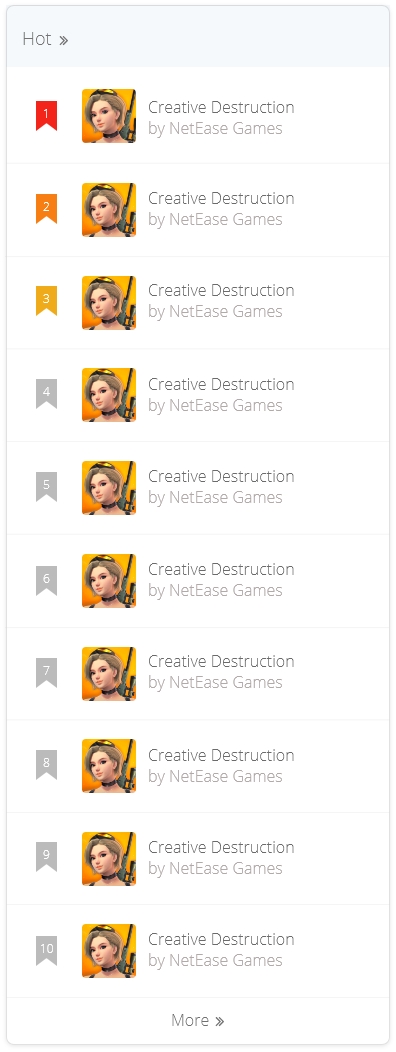 Hot »
1
Creative Destruction
by NetEase Games
2
Creative Destruction
by NetEase Games
3
Creative Destruction
by NetEase Games
4
Creative Destruction
by NetEase Games
5
Creative Destruction
by NetEase Games
6
Creative Destruction
by NetEase Games
7
Creative Destruction
by NetEase Games
8
Creative Destruction
by NetEase Games
9
Creative Destruction
by NetEase Games
10
Creative Destruction
by NetEase Games
More »